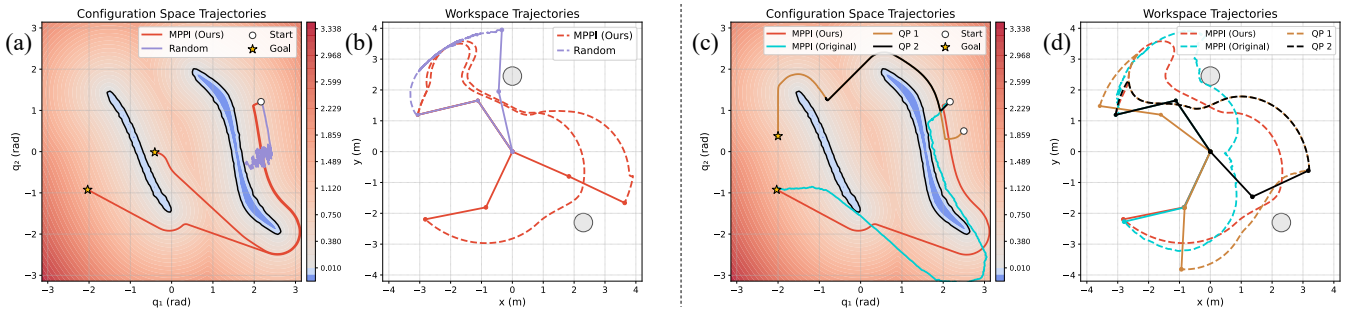 (a)
Configuration Space Trajectories
MPPI (Ours)
Random
Start
Goal
3
2
1
0
−1
−2
−3
q₂ (rad)
−3 −2 −1 0 1 2 3
q₁ (rad)
3.338
2.969
2.599
2.229
1.859
1.489
1.120
0.750
0.380
0.010
(b)
Workspace Trajectories
MPPI (Ours)
Random
4
3
2
1
0
−1
−2
−3
−4
y (m)
−4 −3 −2 −1 0 1 2 3 4
x (m)
(c)
Configuration Space Trajectories
MPPI (Ours)
MPPI (Original)
QP 1
QP 2
Start
Goal
3
2
1
0
−1
−2
−3
q₂ (rad)
−3 −2 −1 0 1 2 3
q₁ (rad)
3.338
2.969
2.599
2.229
1.859
1.489
1.120
0.750
0.380
0.010
(d)
Workspace Trajectories
MPPI (Ours)
MPPI (Original)
QP 1
QP 2
4
3
2
1
0
−1
−2
−3
−4
y (m)
−4 −3 −2 −1 0 1 2 3 4
x (m)